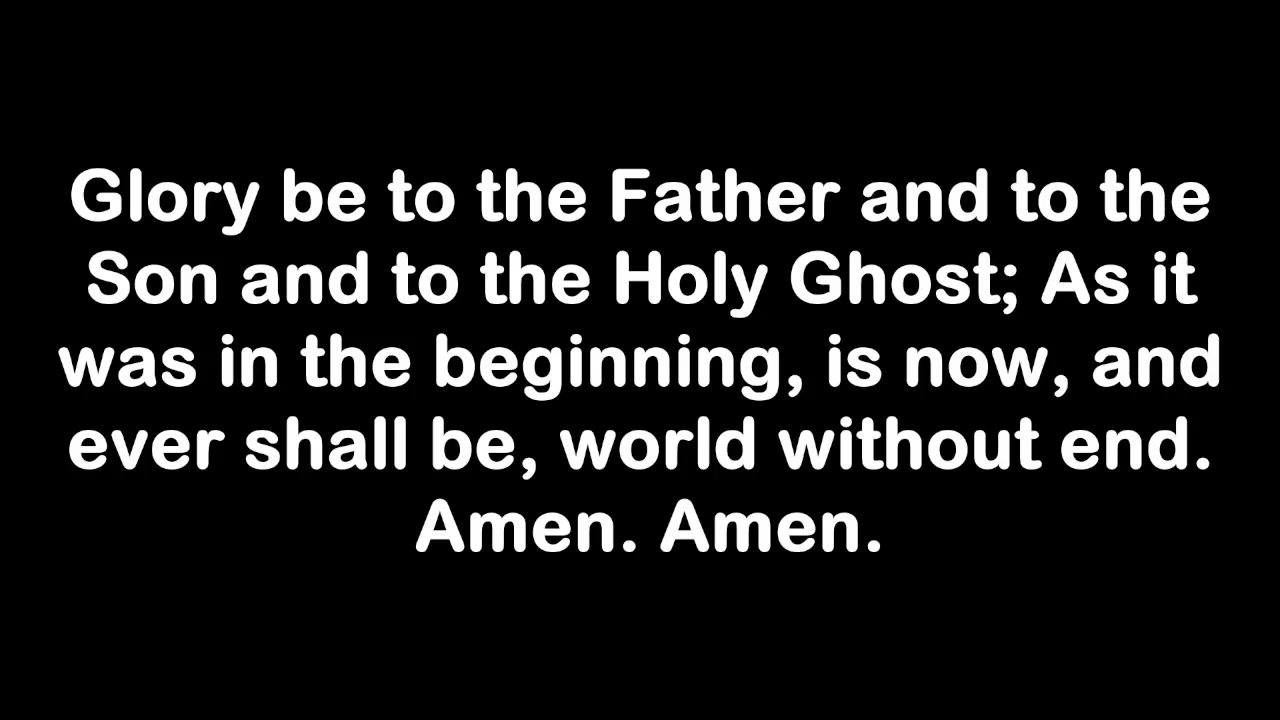 Glory be to the Father and to the
Son and to the Holy Ghost; As it
was in the beginning, is now, and
ever shall be, world without end.
Amen. Amen.